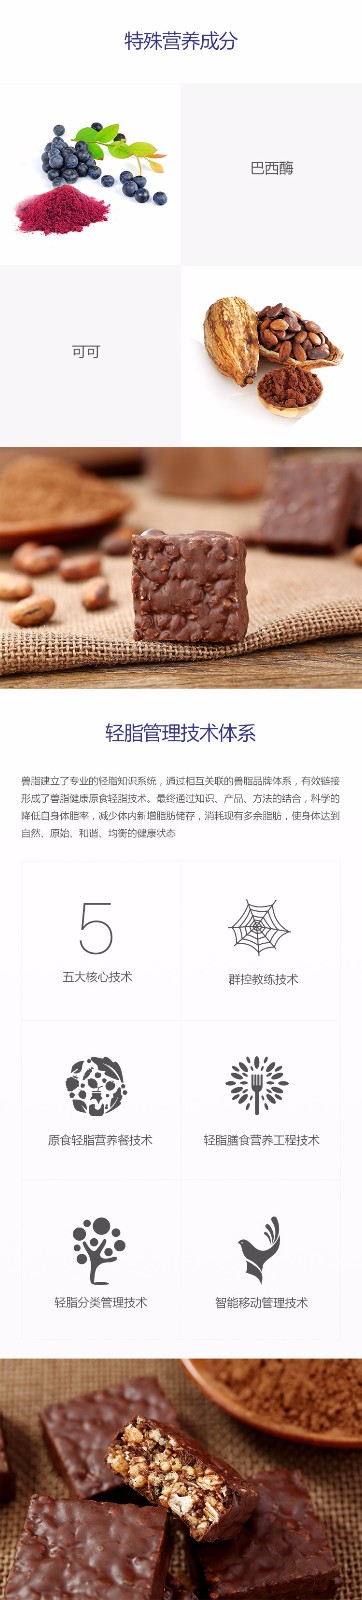 特殊营养成分
巴西酶
可可
轻脂管理技术体系
兽脂建立了专业的轻脂知识系统，通过相互关联的兽脂品牌体系，有效链接
形成了兽脂健康原食轻脂技术。最终通过知识、产品、方法的结合，科学的
降低自身体脂率，减少体内新增脂肪储存，消耗现有多余脂肪，使身体达到
自然、原始、和谐、均衡的健康状态
5
五大核心技术
群控教练技术
原食轻脂营养餐技术
轻脂膳食营养工程技术
轻脂分类管理技术
智能移动管理技术